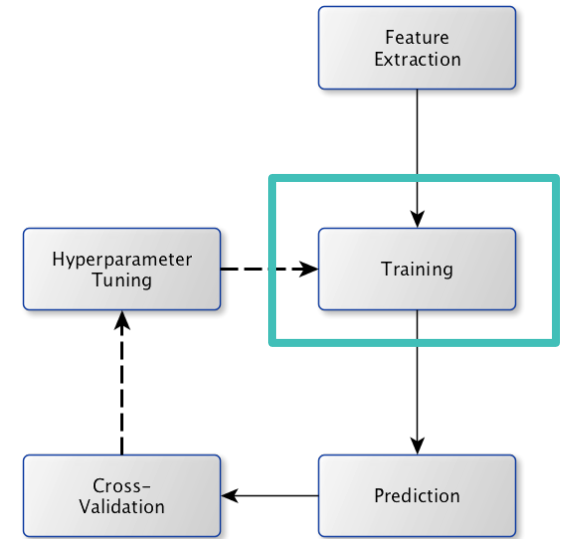 Feature
Extraction
Hyperparameter
Tuning
Training
Cross-
Validation
Prediction